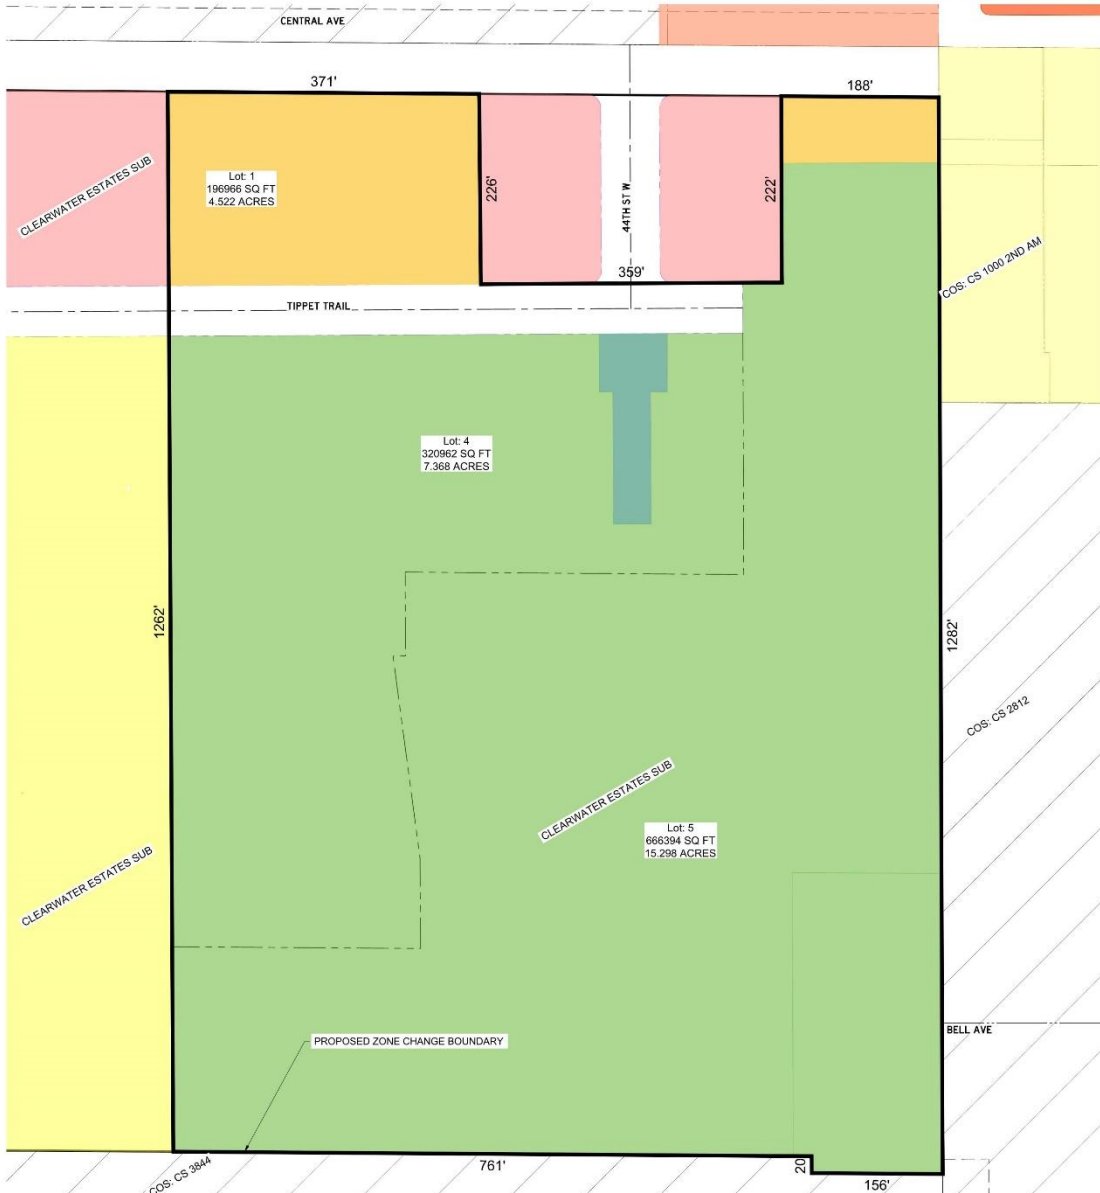 CENTRAL AVE
371'
188'
CLEARWATER ESTATES SUB
Lot: 1
196966 SQ FT
4.522 ACRES
226'
44TH ST W
222'
359'
COS: CS 1000 2ND AM
TIPPET TRAIL
Lot: 4
320962 SQ FT
7.368 ACRES
1262'
1282'
COS: CS 2812
CLEARWATER ESTATES SUB
Lot: 5
666394 SQ FT
15.298 ACRES
CLEARWATER ESTATES SUB
BELL AVE
PROPOSED ZONE CHANGE BOUNDARY
COS: CS 3844
761'
20
156'